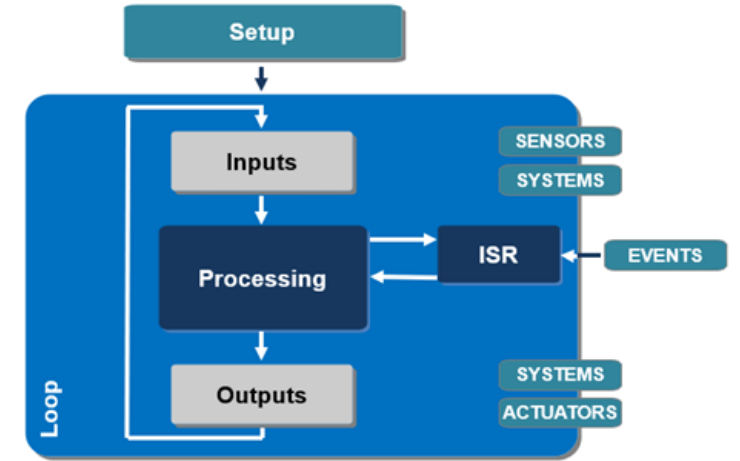 Setup
Inputs
SENSORS
SYSTEMS
Processing
ISR
EVENTS
Outputs
SYSTEMS
ACTUATORS
Loop